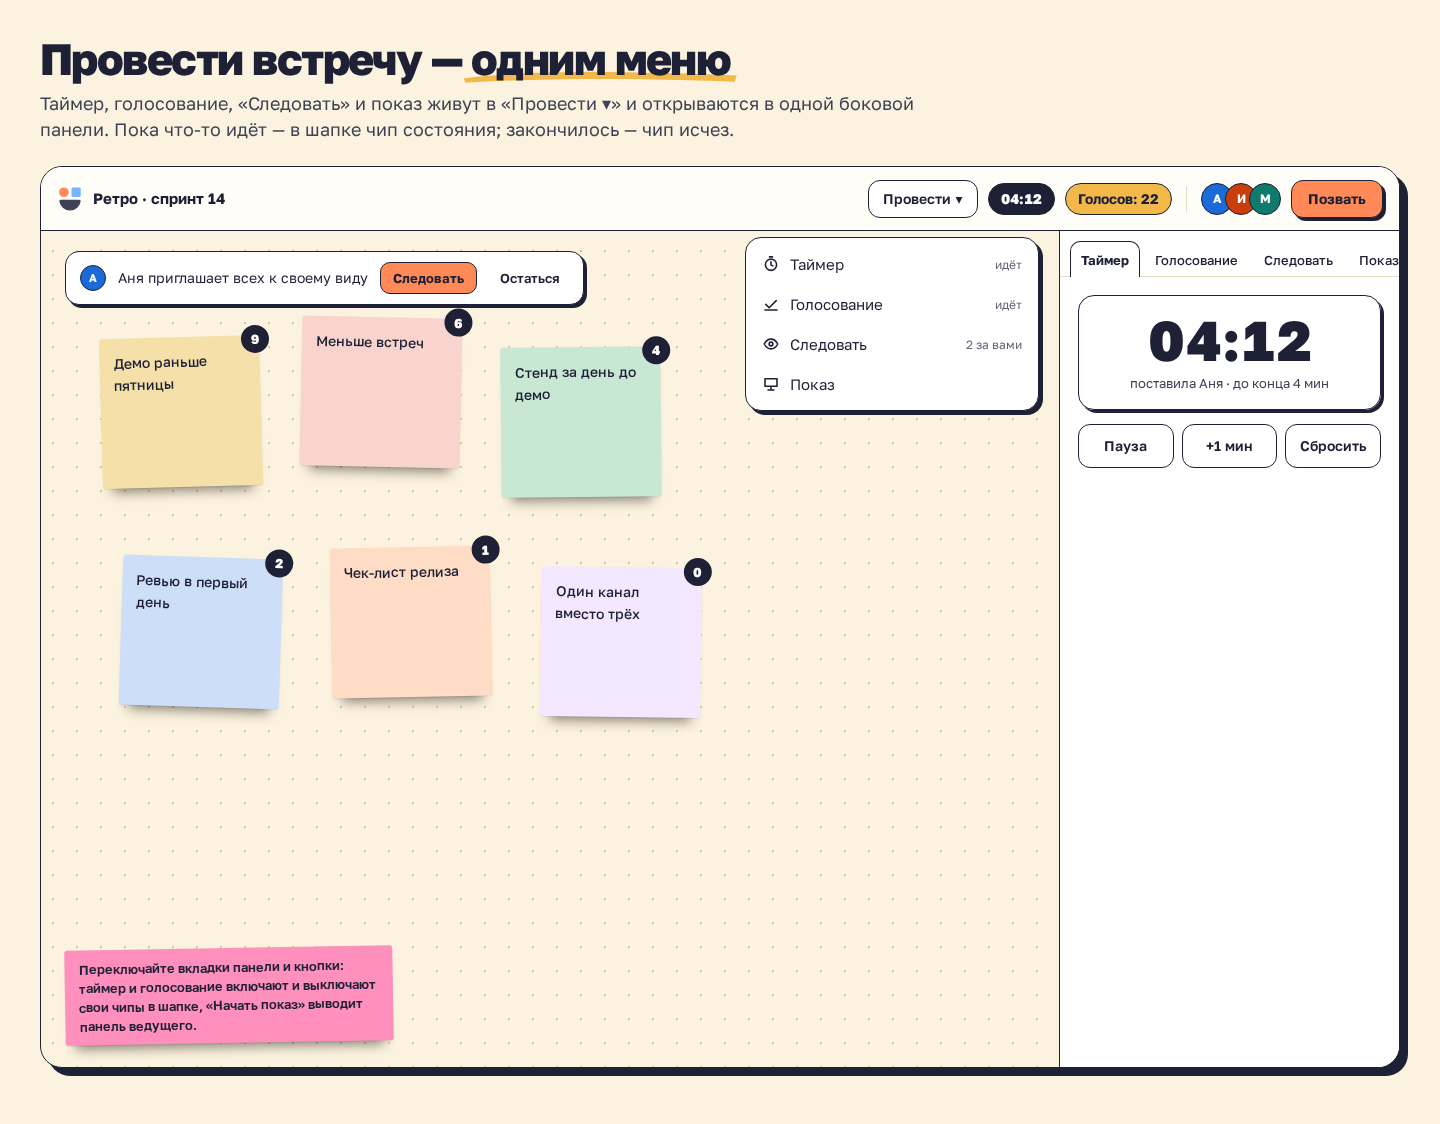 Провести встречу — одним меню
Таймер, голосование, «Следовать» и показ живут в «Провести ▾» и открываются в одной боковой
панели. Пока что-то идёт — в шапке чип состояния; закончилось — чип исчез.
Ретро · спринт 14
Провести ▾
04:12
Голосов: 22
А
И
М
Позвать
А
Аня приглашает всех к своему виду
Следовать
Остаться
Таймер
идёт
Голосование
идёт
Следовать
2 за вами
Показ
Таймер
Голосование
Следовать
Показ
04:12
поставила Аня · до конца 4 мин
Пауза
+1 мин
Сбросить
9
Демо раньше
пятницы
6
Меньше встреч
4
Стенд за день до
демо
2
Ревью в первый
день
1
Чек-лист релиза
0
Один канал
вместо трёх
Переключайте вкладки панели и кнопки:
таймер и голосование включают и выключают
свои чипы в шапке, «Начать показ» выводит
панель ведущего.